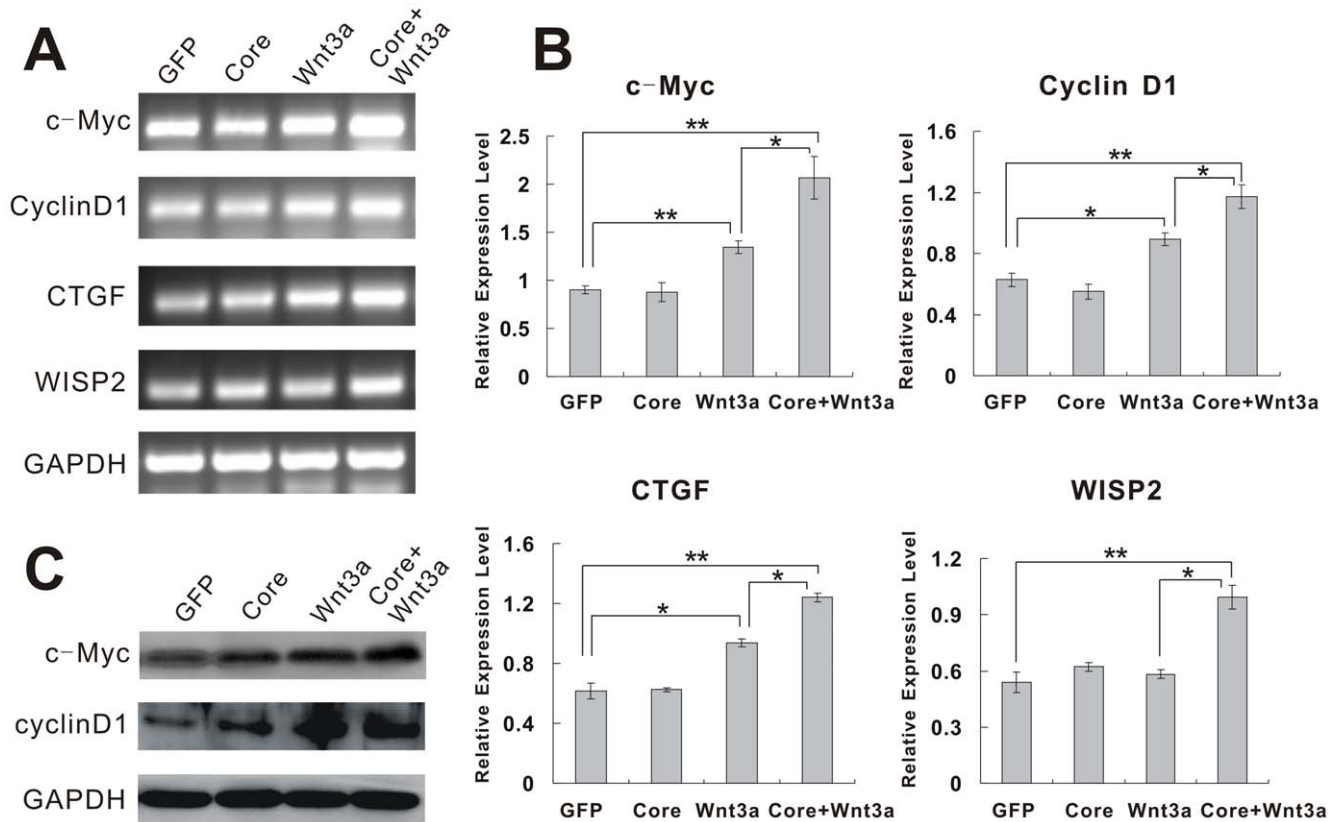 A
GFP
Core
Wnt3a
Core+
Wnt3a
c-Myc
CyclinD1
CTGF
WISP2
GAPDH
B
c-Myc
Relative Expression Level
2.5
2
1.5
1
0.5
0
**
*
**
GFP Core Wnt3a Core+Wnt3a
Cyclin D1
Relative Expression Level
1.6
1.2
0.8
0.4
0
**
*
*
GFP Core Wnt3a Core+Wnt3a
CTGF
Relative Expression Level
1.6
1.2
0.8
0.4
0
**
*
*
GFP Core Wnt3a Core+Wnt3a
WISP2
Relative Expression Level
1.2
0.9
0.6
0.3
0
**
*
GFP Core Wnt3a Core+Wnt3a
C
GFP
Core
Wnt3a
Core+
Wnt3a
c-Myc
cyclinD1
GAPDH